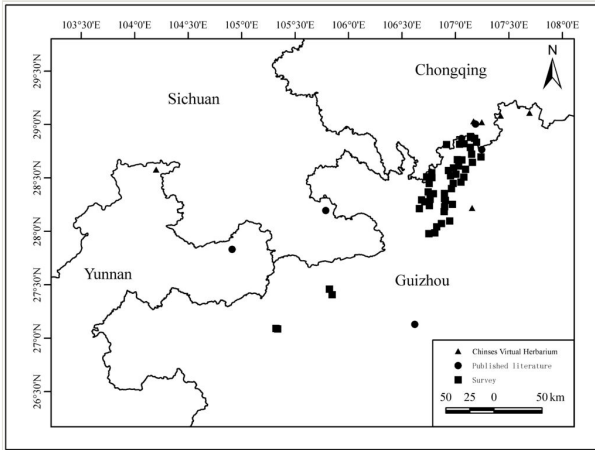 103°30'E 104°0'E 104°30'E 105°0'E 105°30'E 106°0'E 106°30'E 107°0'E 107°30'E 108°0'E
29°30'N
29°0'N
28°30'N
28°0'N
27°30'N
27°0'N
26°30'N
N
Chongqing
Sichuan
Yunnan
Guizhou
Chinses Virtual Herbarium
Published literature
Survey
50 25 0 50 km